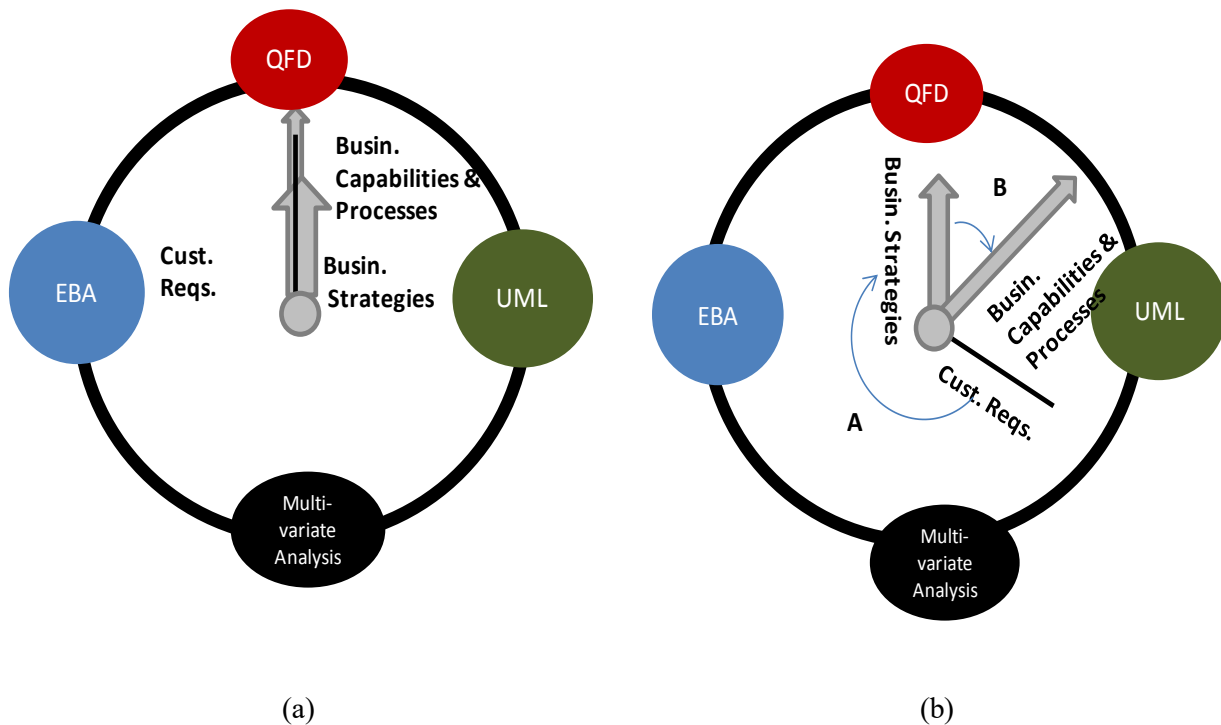 QFD
Busin.
Capabilities &
Processes
Cust.
Reqs.
EBA
Busin.
Strategies
UML
Multi-
variate
Analysis
(a)
QFD
Busin. Strategies
B
EBA
Busin.
Capabilities &
Processes
UML
Cust. Reqs.
A
Multi-
variate
Analysis
(b)